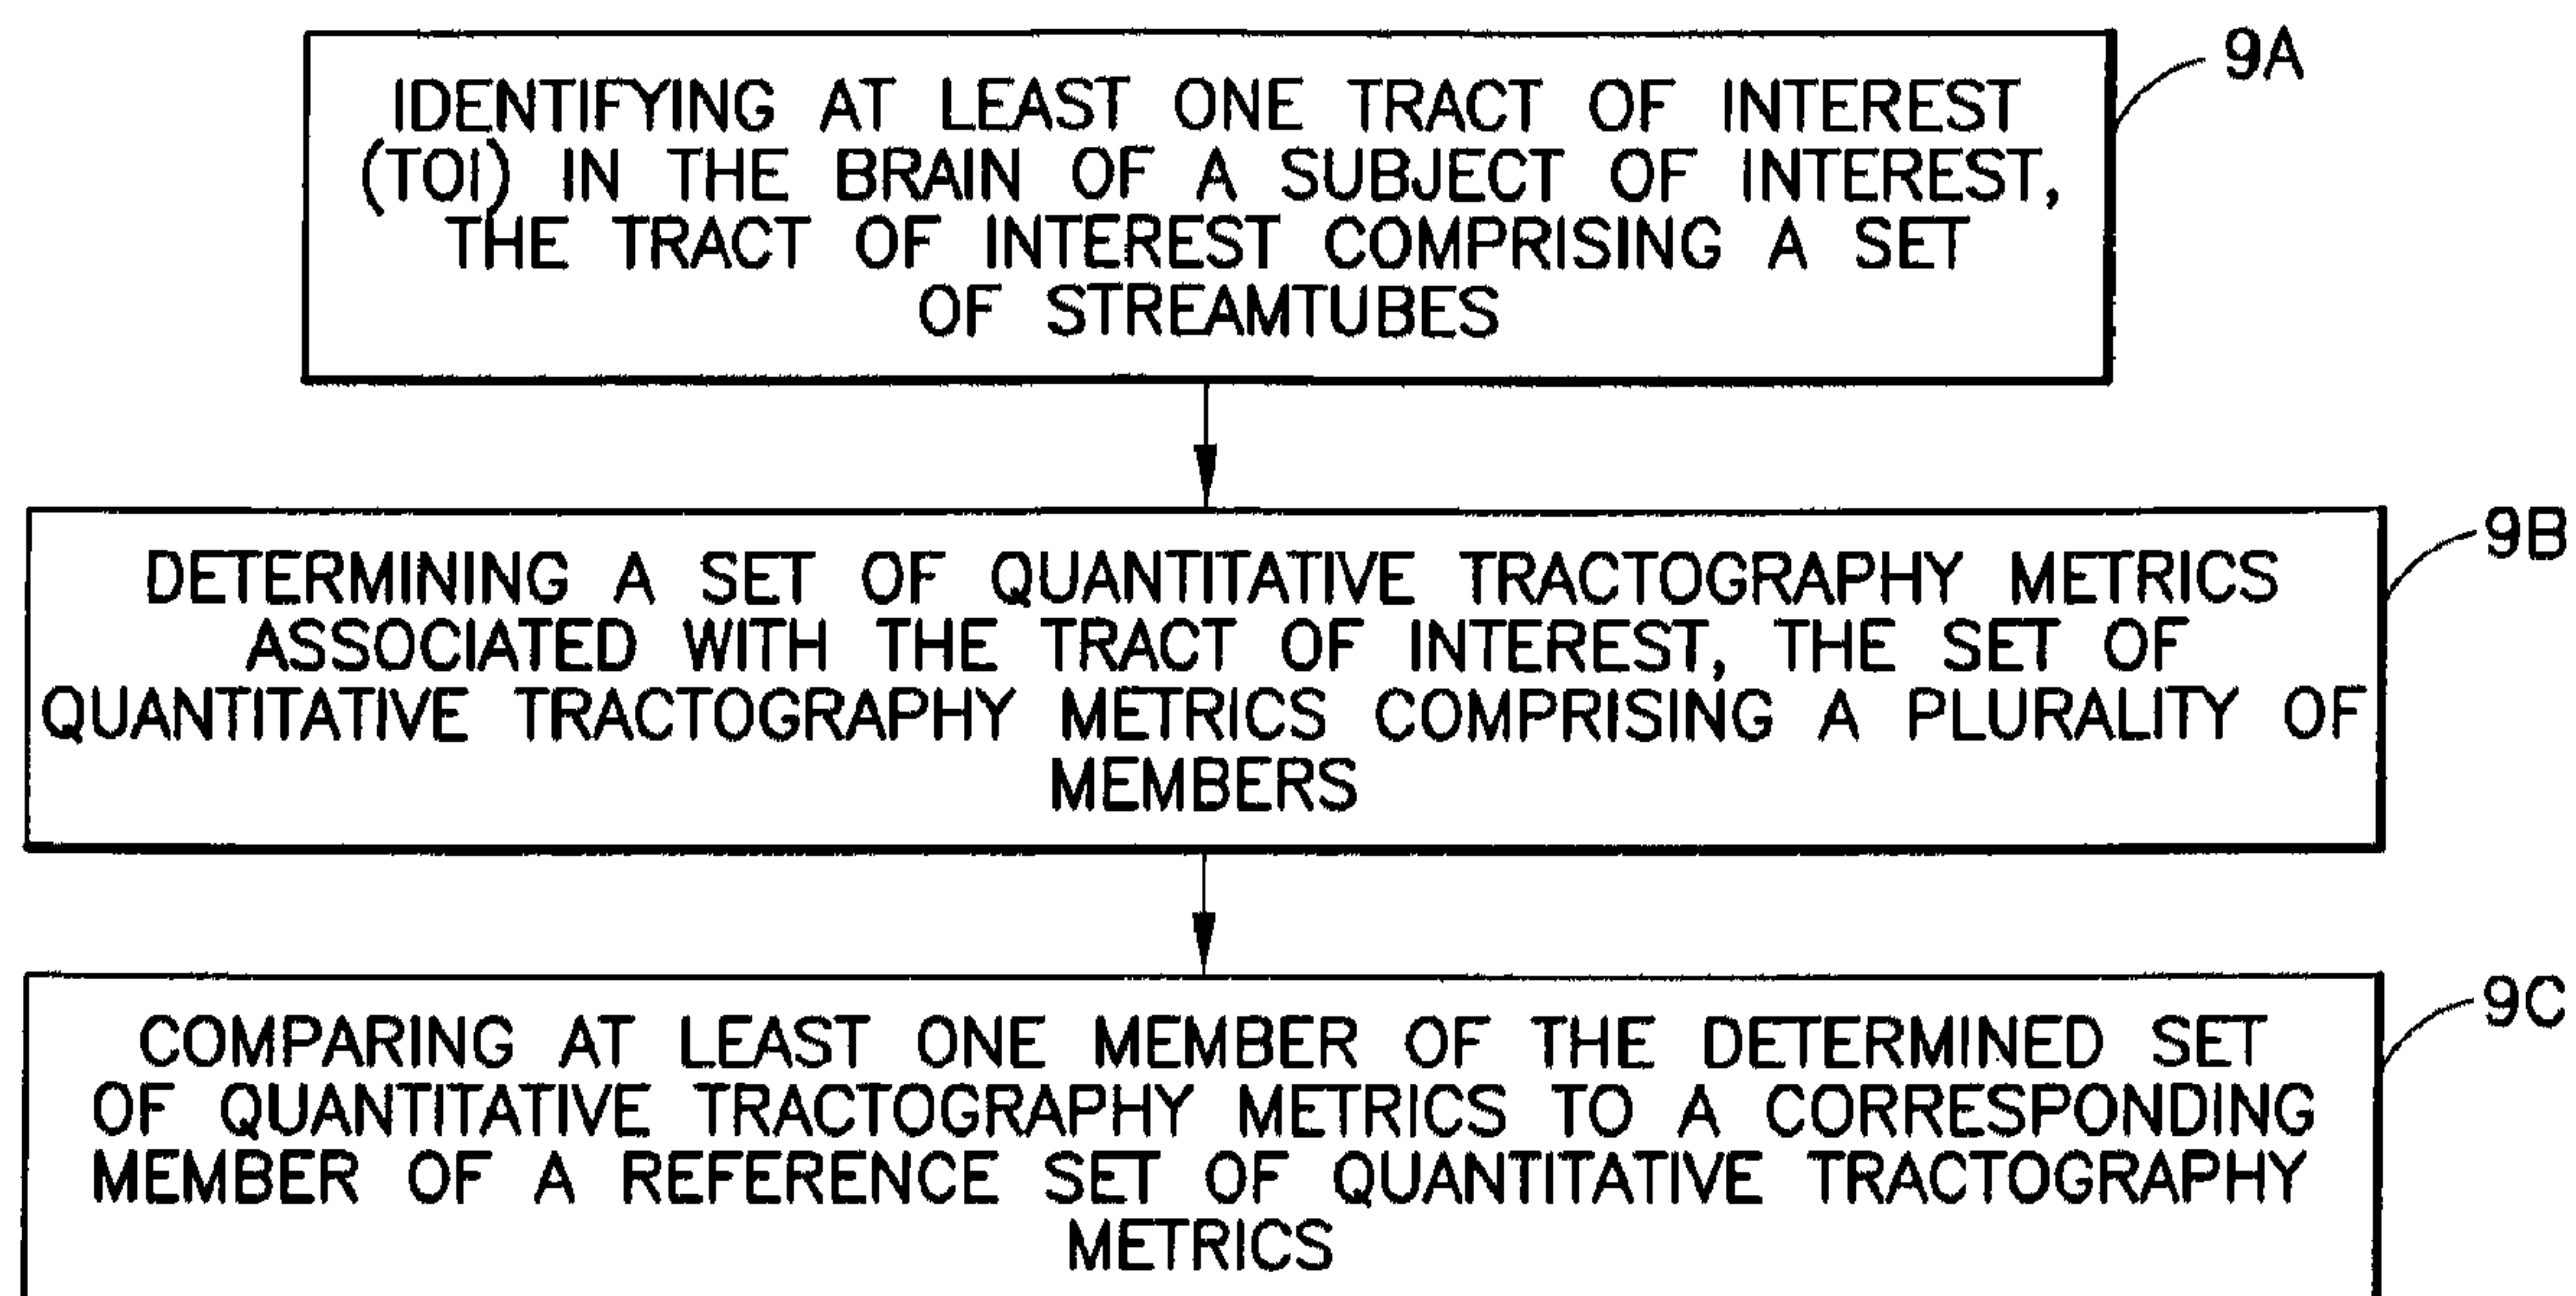 9A
IDENTIFYING AT LEAST ONE TRACT OF INTEREST
(TOI) IN THE BRAIN OF A SUBJECT OF INTEREST,
THE TRACT OF INTEREST COMPRISING A SET
OF STREAMTUBES
9B
DETERMINING A SET OF QUANTITATIVE TRACTOGRAPHY METRICS
ASSOCIATED WITH THE TRACT OF INTEREST, THE SET OF
QUANTITATIVE TRACTOGRAPHY METRICS COMPRISING A PLURALITY OF
MEMBERS
9C
COMPARING AT LEAST ONE MEMBER OF THE DETERMINED SET
OF QUANTITATIVE TRACTOGRAPHY METRICS TO A CORRESPONDING
MEMBER OF A REFERENCE SET OF QUANTITATIVE TRACTOGRAPHY
METRICS